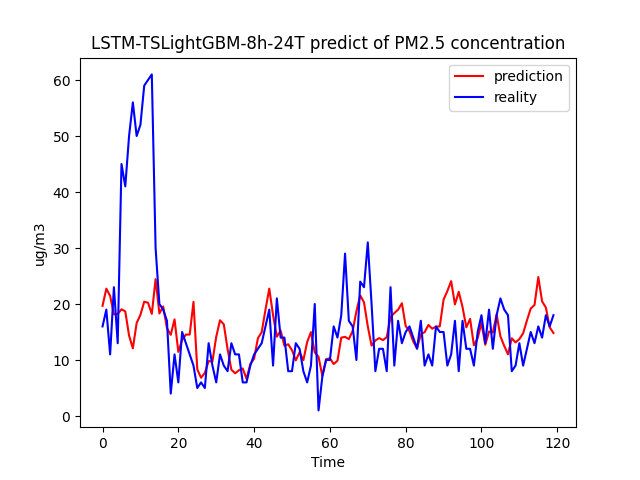 LSTM-TSLightGBM-8h-24T predict of PM2.5 concentration
prediction
reality
ug/m3
60
50
40
30
20
10
0
0 20 40 60 80 100 120
Time